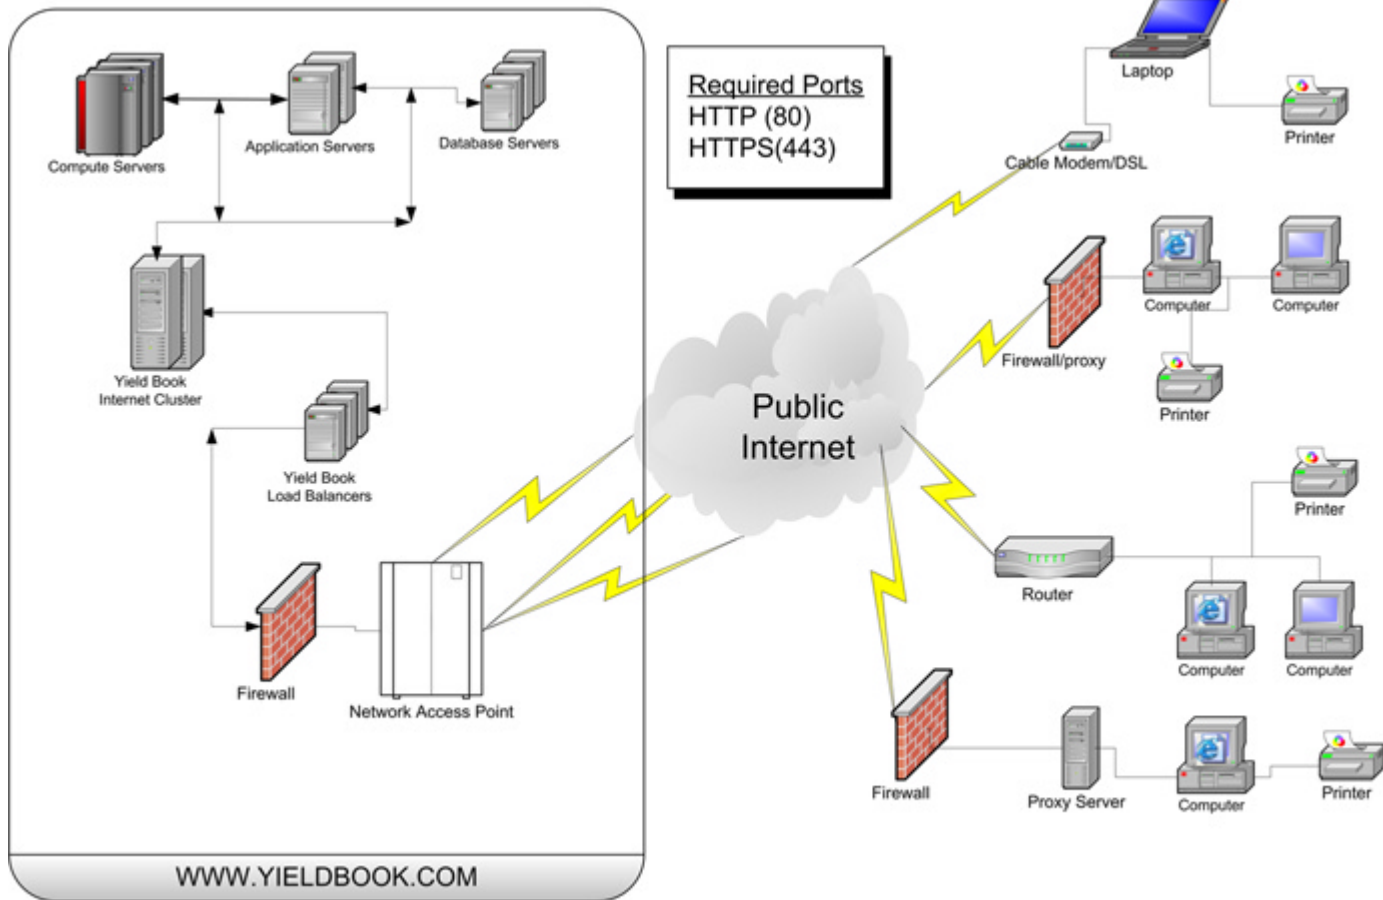 Compute Servers
Application Servers
Database Servers
Required Ports
HTTP (80)
HTTPS(443)
Laptop
Printer
Cable Modem/DSL
Computer
Computer
Firewall/proxy
Printer
Yield Book
Internet Cluster
Public
Internet
Yield Book
Load Balancers
Printer
Router
Computer
Computer
Firewall
Network Access Point
Firewall
Proxy Server
Computer
Printer
WWW.YIELDBOOK.COM